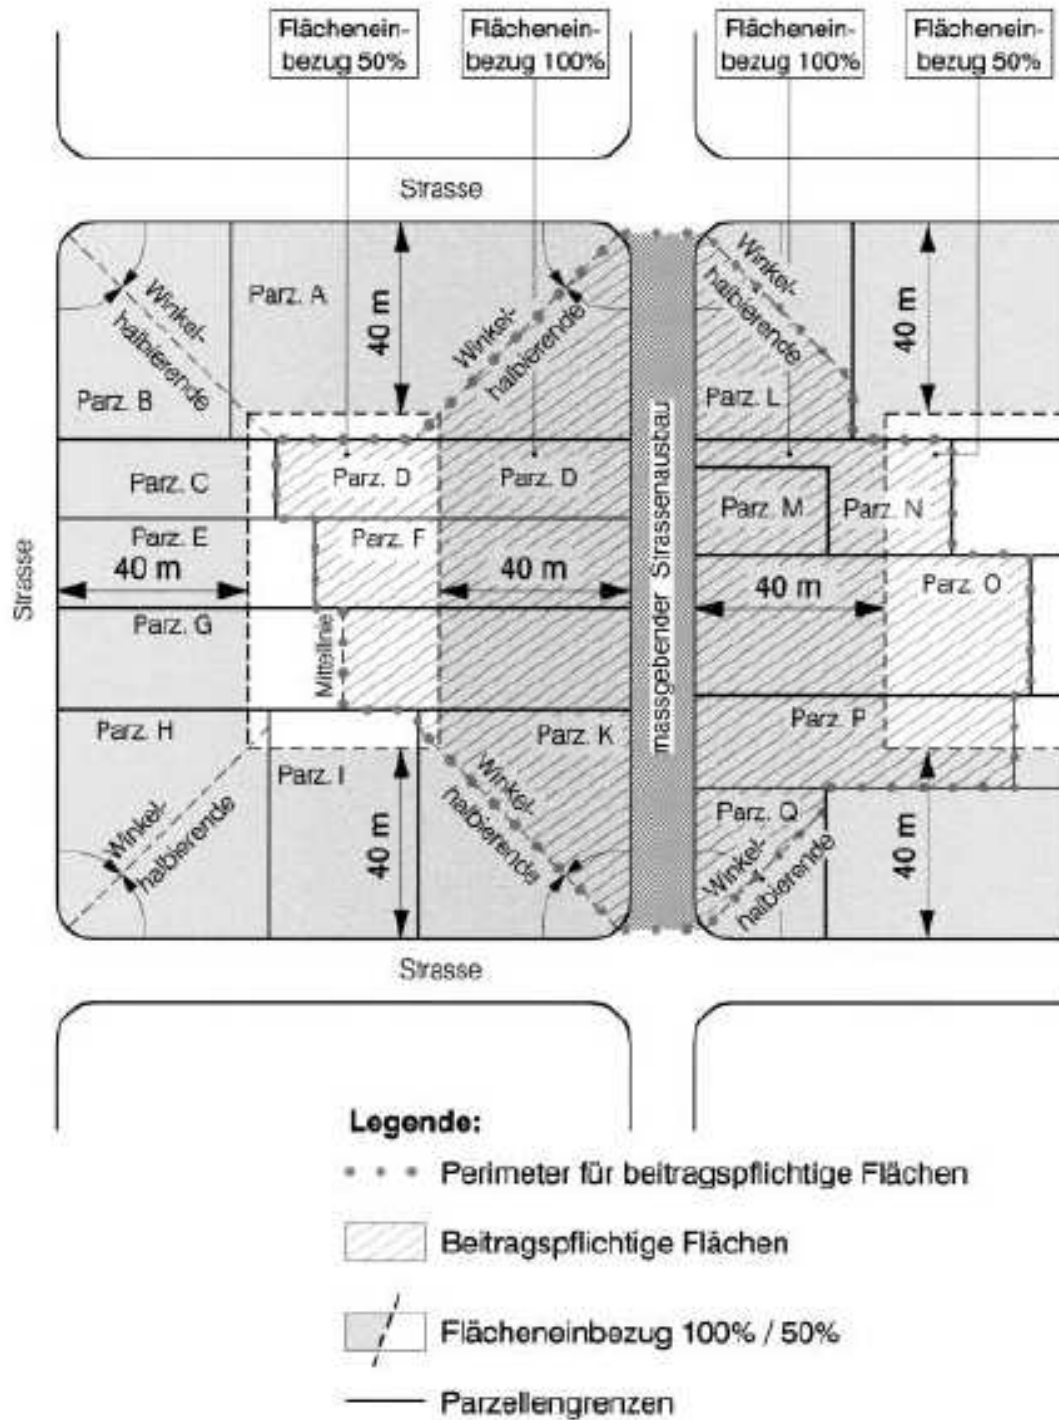 Flächenein-
bezug 50%
Flächenein-
bezug 100%
Flächenein-
bezug 100%
Flächenein-
bezug 50%
Strasse
Parz. A
40 m
Winkel-
halbierende
Winkel-
halbierende
Winkel-
halbierende
40 m
Parz. B
Parz. L
Parz. C
Parz. D
Parz. D
Parz. M
Parz. N
Parz. E
Parz. F
Strasse
40 m
40 m
massgebender Strassenausbau
40 m
Parz. O
Parz. G
Mittellinie
Parz. H
Parz. I
Parz. K
Parz. P
Winkel-
halbierende
40 m
Winkel-
halbierende
Parz. Q
Winkel-
halbierende
40 m
Strasse
Legende:
Perimeter für beitragspflichtige Flächen
Beitragspflichtige Flächen
Flächeneinbezug 100% / 50%
Parzellengrenzen